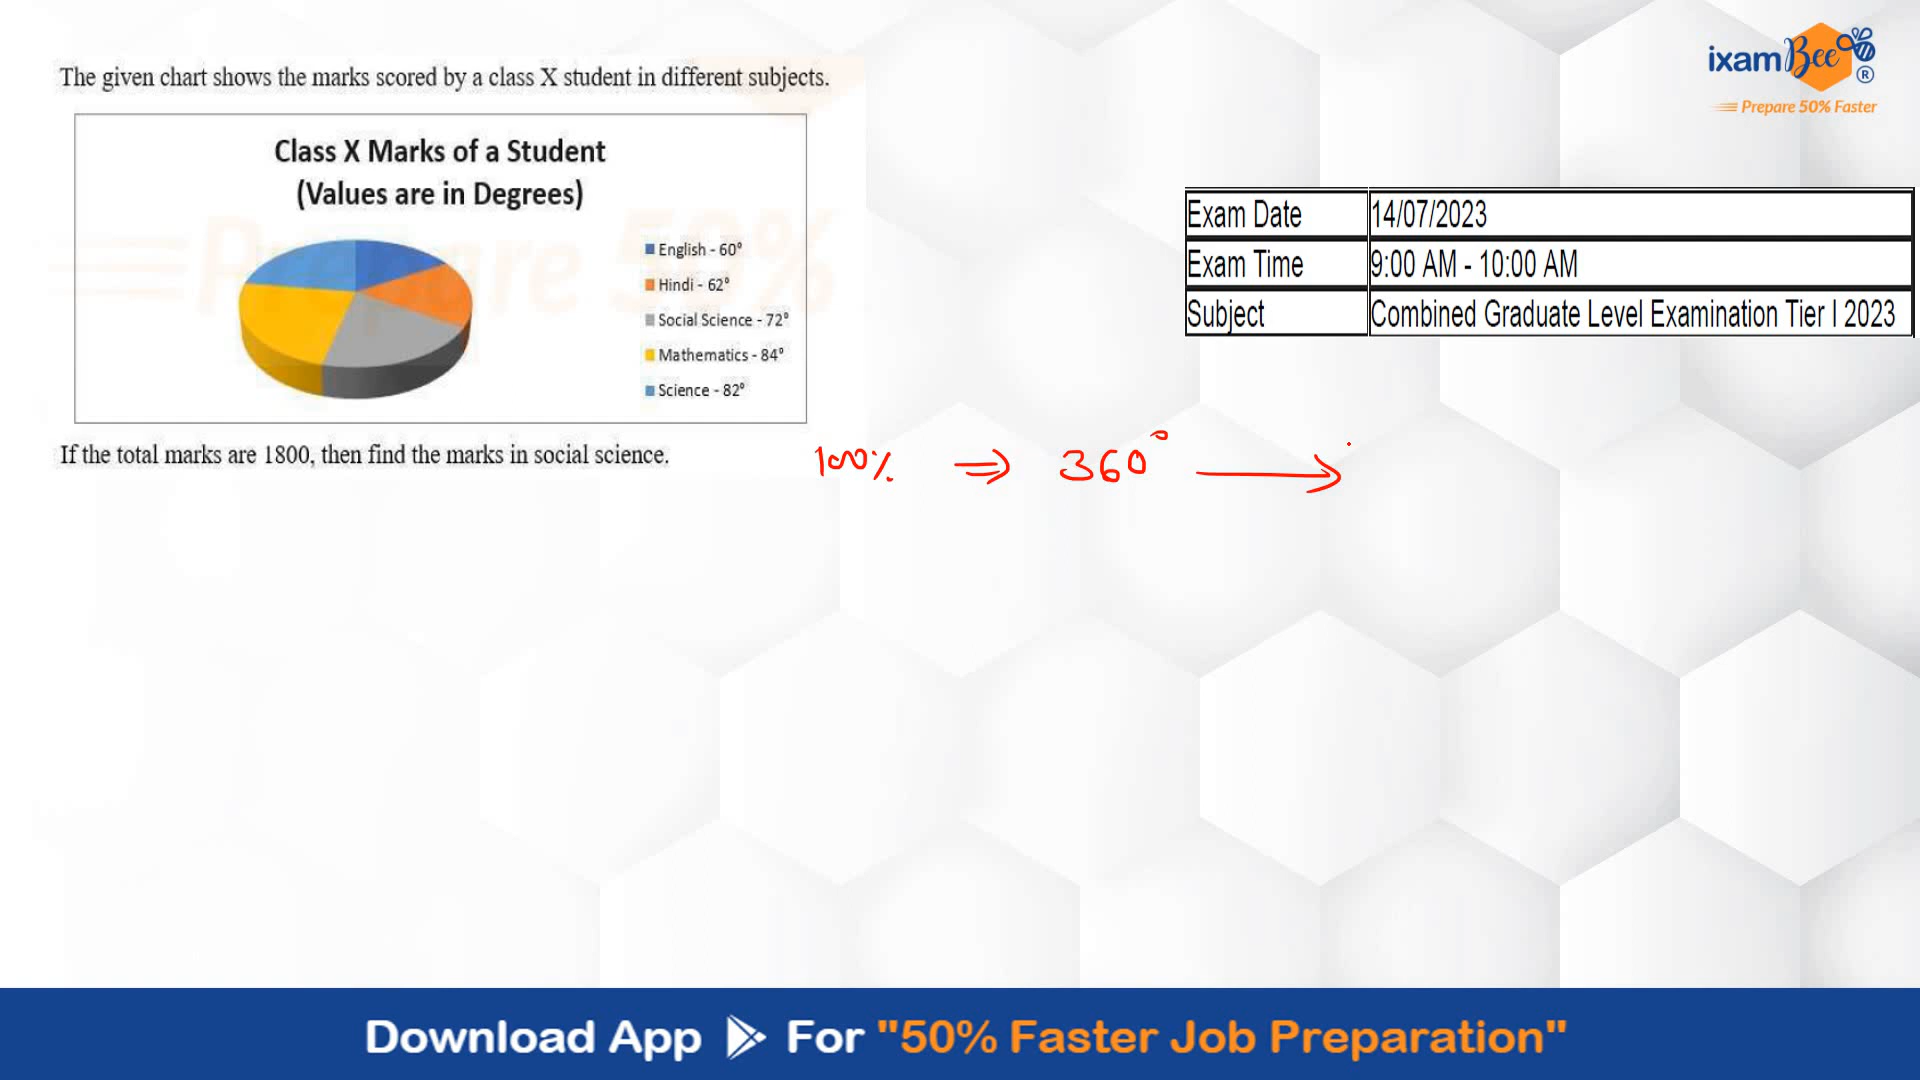 The given chart shows the marks scored by a class X student in different subjects.
Class X Marks of a Student
(Values are in Degrees)
English - 60°
Hindi - 62°
Social Science - 72°
Mathematics - 84°
Science - 82°
If the total marks are 1800, then find the marks in social science.
100% ⇒ 360° →
ixamBee®
Prepare 50% Faster
Exam Date 14/07/2023
Exam Time 9:00 AM - 10:00 AM
Subject Combined Graduate Level Examination Tier I 2023
Prepare 50%
Download App For "50% Faster Job Preparation"